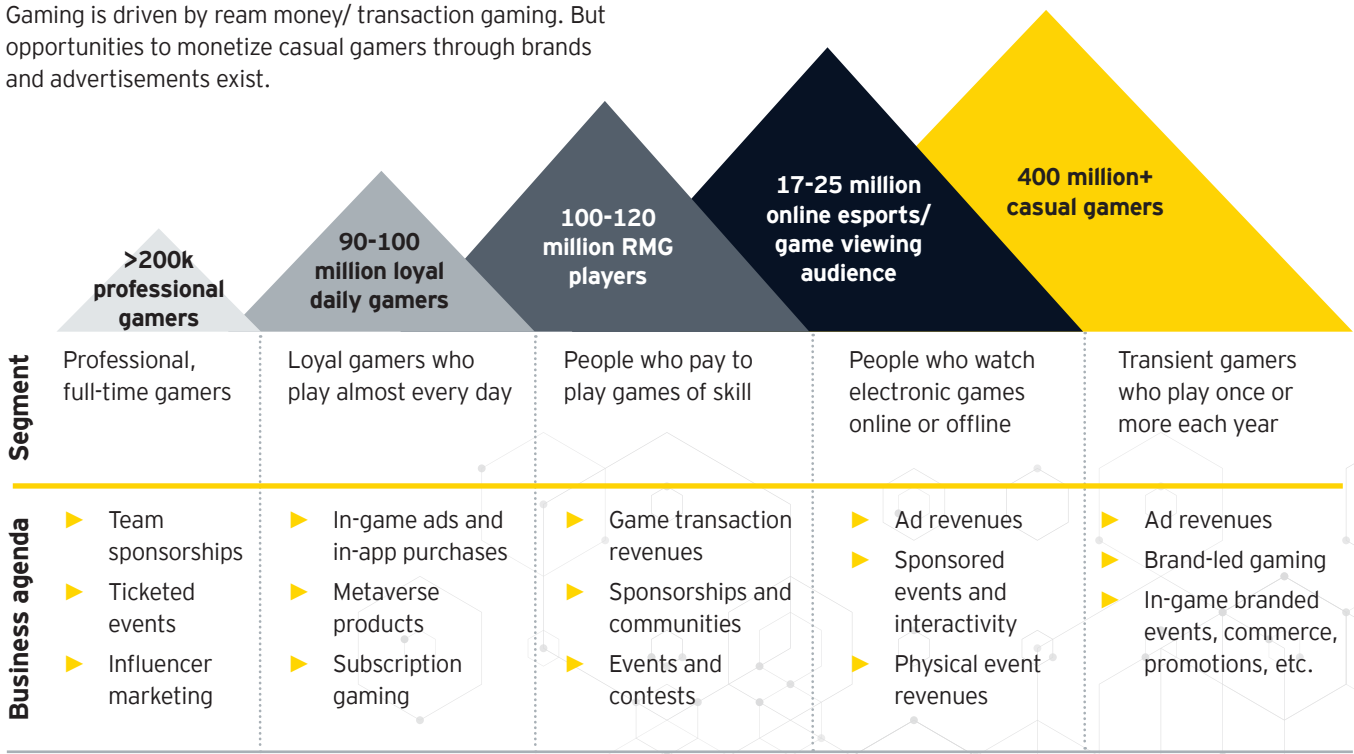 Gaming is driven by ream money/ transaction gaming. But
opportunities to monetize casual gamers through brands
and advertisements exist.
>200k
professional
gamers
90-100
million loyal
daily gamers
100-120
million RMG
players
17-25 million
online esports/
game viewing
audience
400 million+
casual gamers
Segment
Professional,
full-time gamers
Loyal gamers who
play almost every day
People who pay to
play games of skill
People who watch
electronic games
online or offline
Transient gamers
who play once or
more each year
Business agenda
Team
sponsorships
Ticketed
events
Influencer
marketing
In-game ads and
in-app purchases
Metaverse
products
Subscription
gaming
Game transaction
revenues
Sponsorships and
communities
Events and
contests
Ad revenues
Sponsored
events and
interactivity
Physical event
revenues
Ad revenues
Brand-led gaming
In-game branded
events, commerce,
promotions, etc.